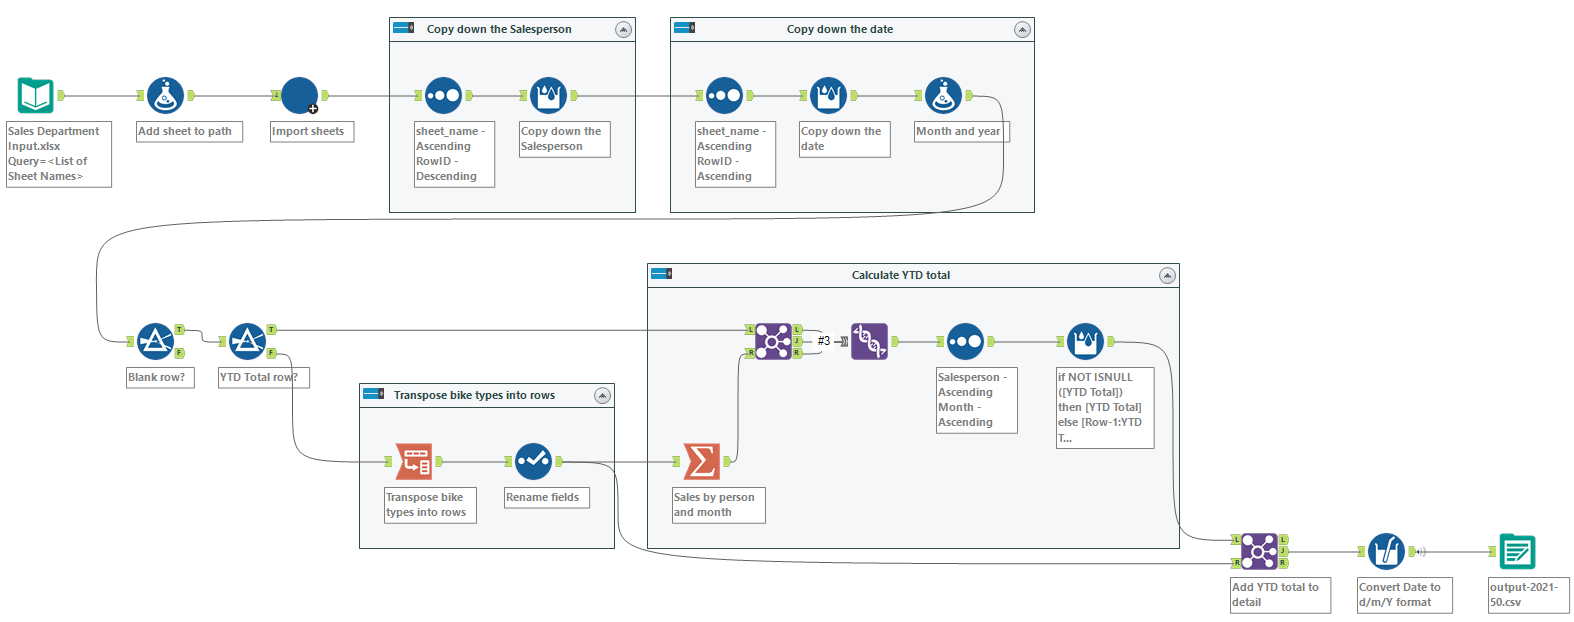 Copy down the Salesperson
Copy down the date
Sales Department
Input.xlsx
Query=<List of
Sheet Names>
Add sheet to path
Import sheets
sheet_name -
Ascending
RowID -
Descending
Copy down the
Salesperson
sheet_name -
Ascending
RowID -
Ascending
Copy down the
date
Month and year
Calculate YTD total
T
F
Blank row?
T
F
YTD Total row?
L
R
L
J
R
#3
Salesperson -
Ascending
Month -
Ascending
if NOT ISNULL
([YTD Total])
then [YTD Total]
else [Row-1:YTD
T...
Transpose bike types into rows
Transpose bike
types into rows
Rename fields
Sales by person
and month
L
R
L
J
R
Add YTD total to
detail
Convert Date to
d/m/Y format
output-2021-
50.csv